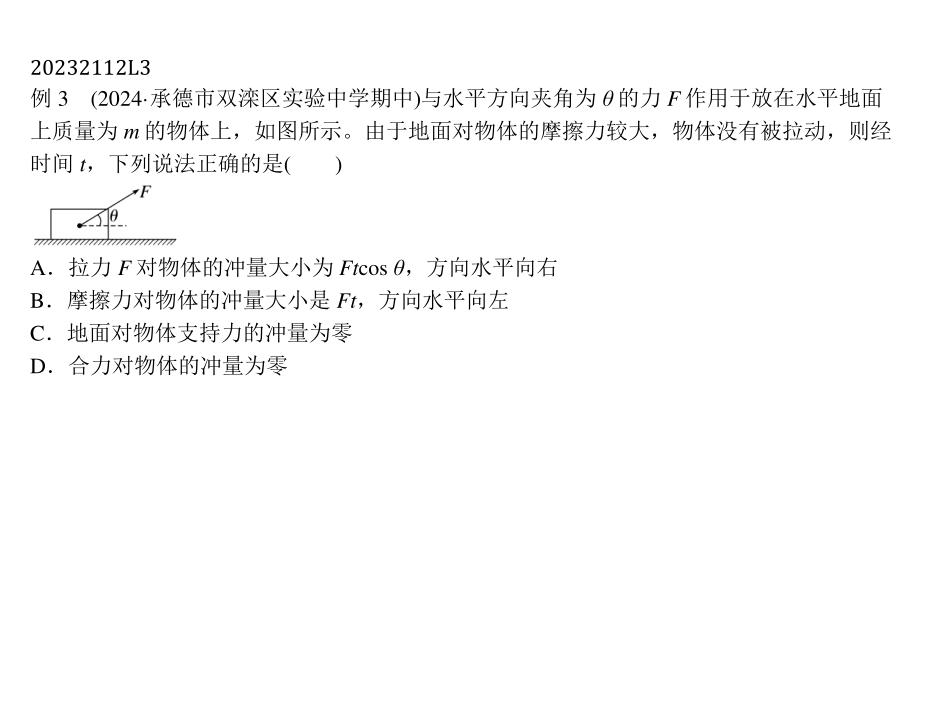 20232112L3
例 3　(2024·承德市双滦区实验中学期中)与水平方向夹角为 θ 的力 F 作用于放在水平地面
上质量为 m 的物体上，如图所示。由于地面对物体的摩擦力较大，物体没有被拉动，则经
时间 t，下列说法正确的是(　　)
F
θ
A．拉力 F 对物体的冲量大小为 Ftcos θ，方向水平向右
B．摩擦力对物体的冲量大小是 Ft，方向水平向左
C．地面对物体支持力的冲量为零
D．合力对物体的冲量为零